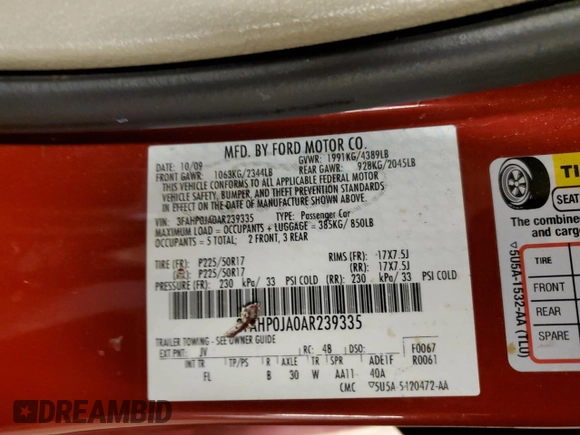 MFD. BY FORD MOTOR CO.
DATE: 10/09 GVWR: 1991KG/4389LB
FRONT GAWR: 1063KG/2344LB REAR GAWR: 928KG/2045LB
THIS VEHICLE CONFORMS TO ALL APPLICABLE FEDERAL MOTOR
VEHICLE SAFETY, BUMPER, AND THEFT PREVENTION STANDARDS
IN EFFECT ON THE DATE OF MANUFACTURE SHOWN ABOVE.
VIN: 3FAHP0JA0AR239335 TYPE: Passenger Car
MAXIMUM LOAD = OCCUPANTS + LUGGAGE = 385KG/ 850LB
OCCUPANTS = 5 TOTAL: 2 FRONT, 3 REAR
TIRE (FR): P225/50R17 RIMS (FR): 17X7.5J
(RR): P225/50R17 (RR): 17X7.5J
PRESSURE (FR): 230 kPa/ 33 PSI COLD (RR): 230 kPa/ 33 PSI COLD
FAHP0JA0AR239335
TRAILER TOWING - SEE OWNER GUIDE
EXT PNT: JV RC: 48 DSO: F0067
INT TR TP/PS R AXLE TR SPR ADEIF R0061
FL B 30 W AA11 40A
CMC ▽5U5A 5120472-AA
TI
SEAT
The combine
and carg
TIRE
FRONT
REAR
SPARE
▽5U5A-1532-AA (TL0)
DREAMBID